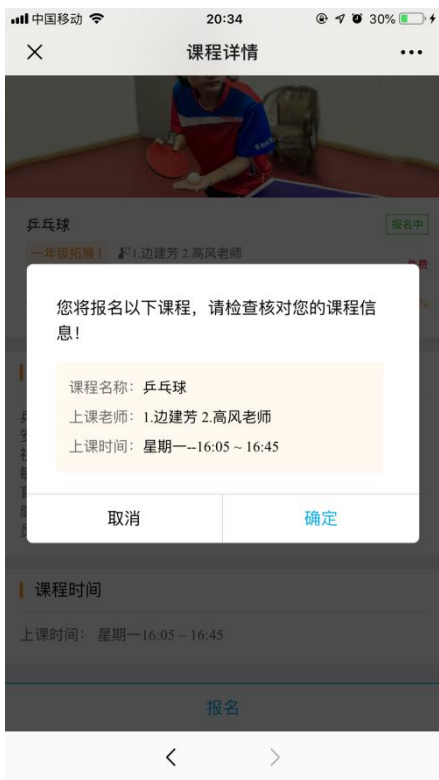 中国移动 20:34 30%
课程详情
乒乓球 报名中
一年级拓展1 1.边建芳 2.高风老师
免费
您将报名以下课程，请检查核对您的课程信
息！
课程名称：乒乓球
上课老师：1.边建芳 2.高风老师
上课时间：星期一--16:05 ~ 16:45
取消 确定
课程时间
上课时间：星期一16:05 ~ 16:45
报名